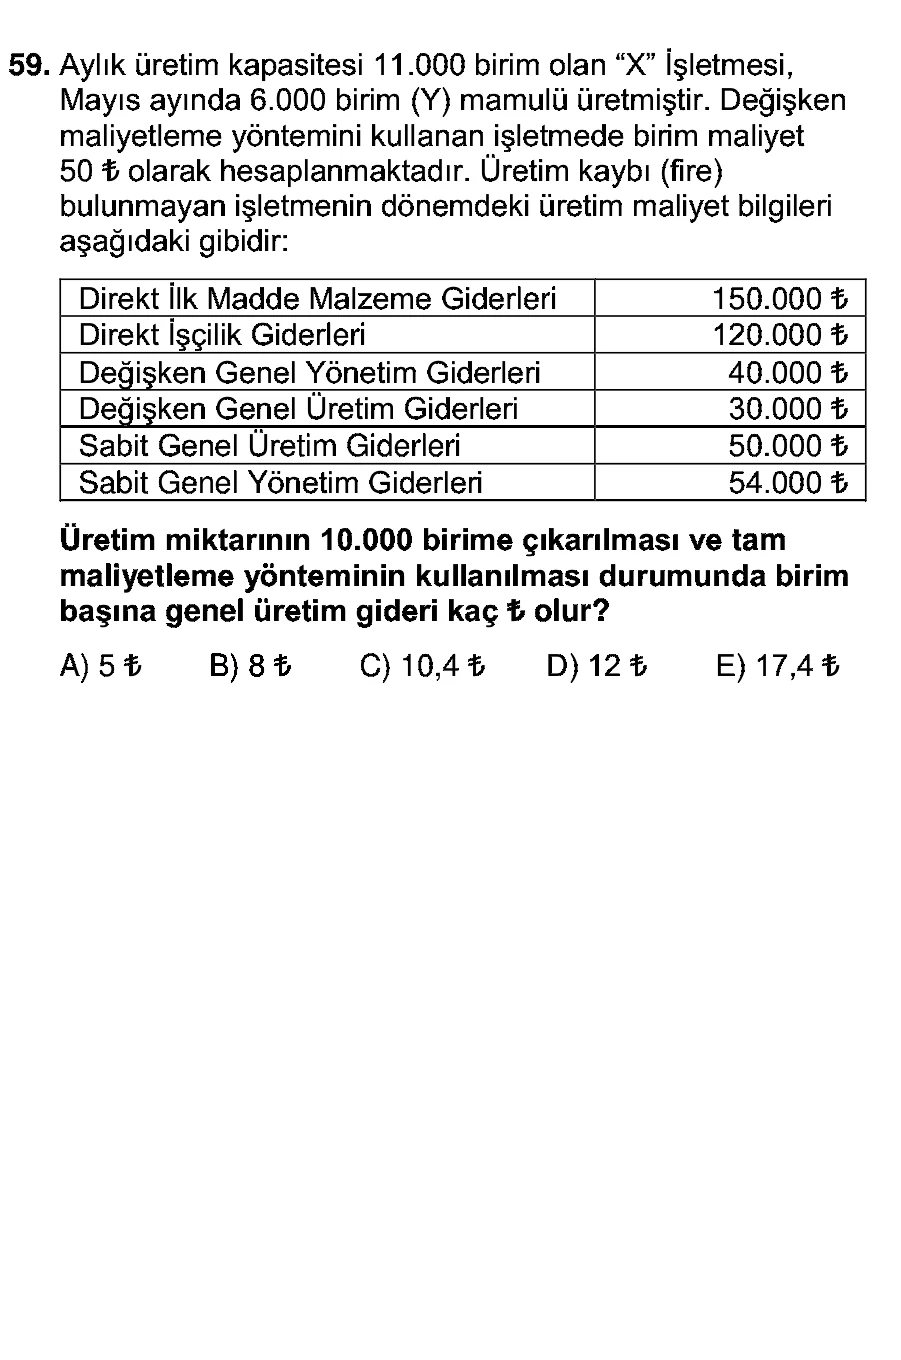 59. Aylık üretim kapasitesi 11.000 birim olan “X” İşletmesi,
Mayıs ayında 6.000 birim (Y) mamulü üretmiştir. Değişken
maliyetleme yöntemini kullanan işletmede birim maliyet
50 ₺ olarak hesaplanmaktadır. Üretim kaybı (fire)
bulunmayan işletmenin dönemdeki üretim maliyet bilgileri
aşağıdaki gibidir:
Direkt İlk Madde Malzeme Giderleri 150.000 ₺
Direkt İşçilik Giderleri 120.000 ₺
Değişken Genel Yönetim Giderleri 40.000 ₺
Değişken Genel Üretim Giderleri 30.000 ₺
Sabit Genel Üretim Giderleri 50.000 ₺
Sabit Genel Yönetim Giderleri 54.000 ₺
Üretim miktarının 10.000 birime çıkarılması ve tam
maliyetleme yönteminin kullanılması durumunda birim
başına genel üretim gideri kaç ₺ olur?
A) 5 ₺ B) 8 ₺ C) 10,4 ₺ D) 12 ₺ E) 17,4 ₺